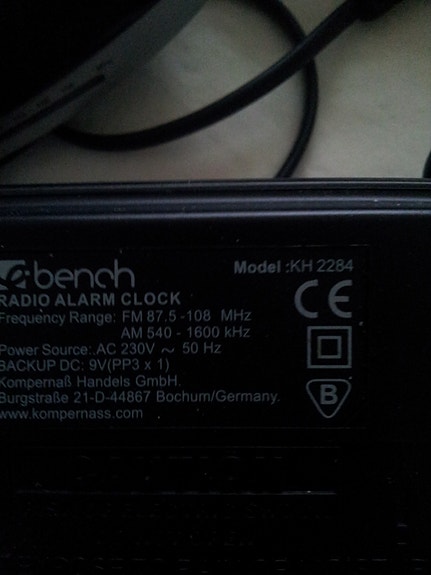 ebench
Model :KH 2284
RADIO ALARM CLOCK
Frequency Range: FM 87.5 -108 MHz
AM 540 - 1600 kHz
Power Source: AC 230V ~ 50 Hz
BACKUP DC: 9V(PP3 x 1)
Kompernaß Handels GmbH.
Burgstraße 21-D-44867 Bochum/Germany.
www.kompernass.com
CE
B